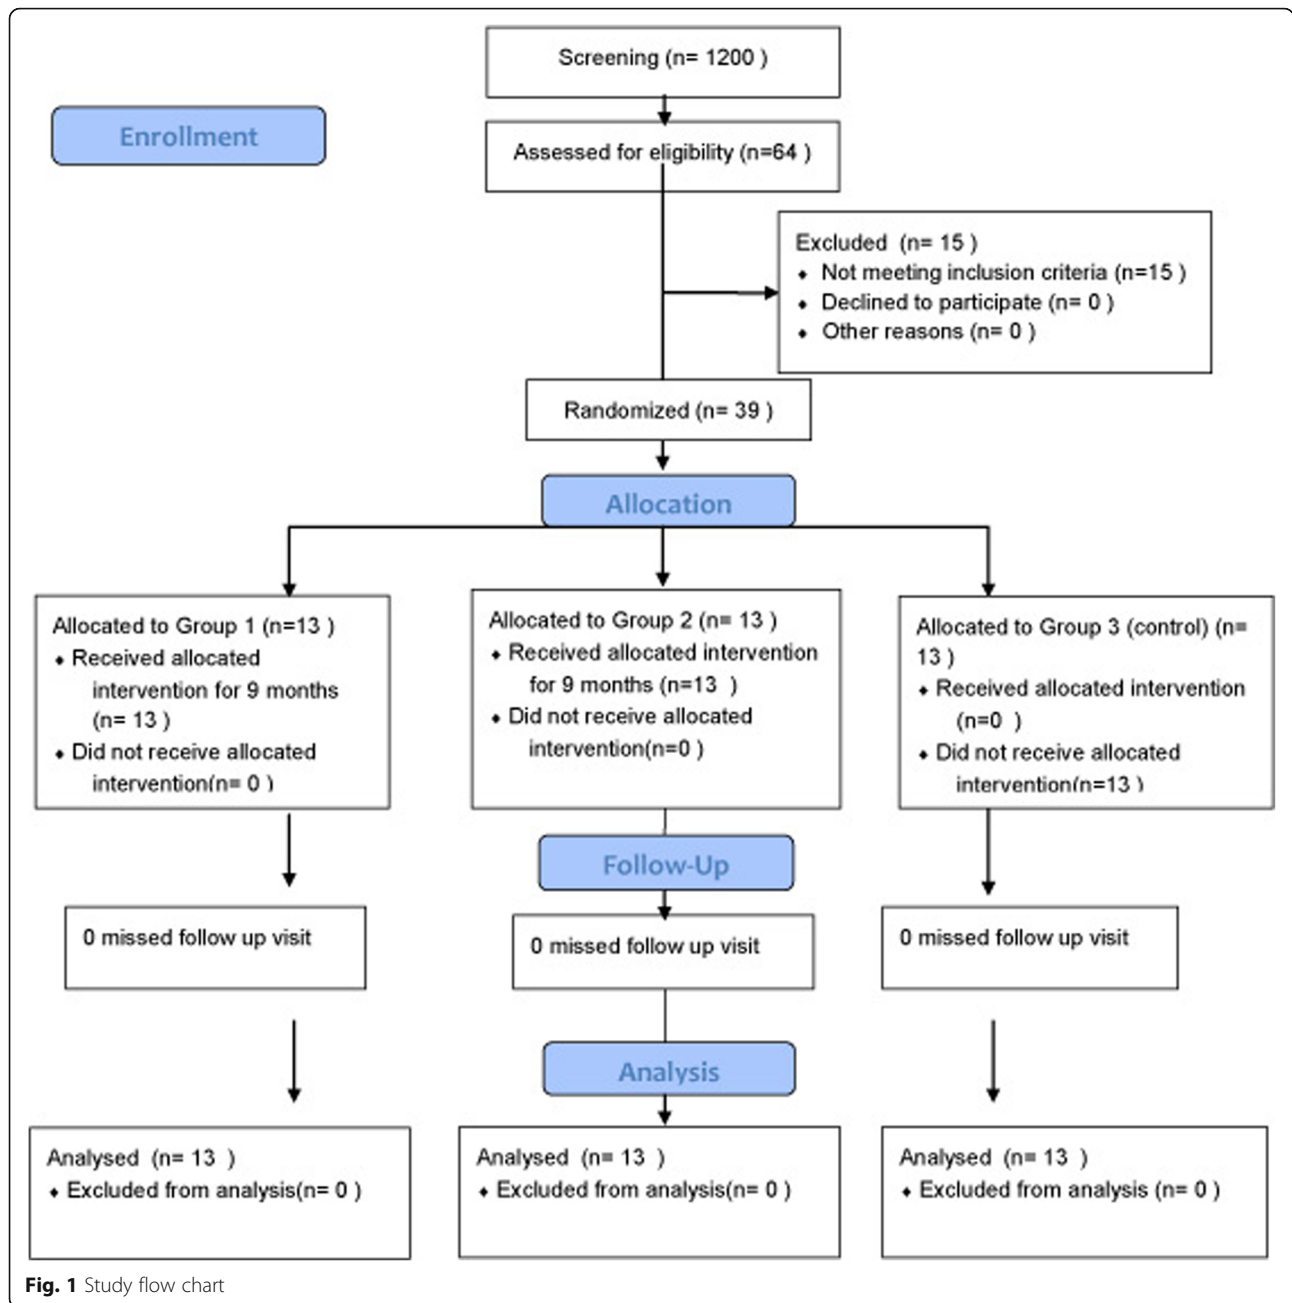 Screening (n= 1200 )
Enrollment
Assessed for eligibility (n=64 )
Excluded (n= 15 )
⬧ Not meeting inclusion criteria (n=15 )
⬧ Declined to participate (n= 0 )
⬧ Other reasons (n= 0 )
Randomized (n= 39 )
Allocation
Allocated to Group 1 (n=13 )
⬧ Received allocated
intervention for 9 months
(n= 13 )
⬧ Did not receive allocated
intervention(n= 0 )
Allocated to Group 2 (n= 13 )
⬧ Received allocated intervention
for 9 months (n=13 )
⬧ Did not receive allocated
intervention(n=0 )
Allocated to Group 3 (control) (n=
13 )
⬧ Received allocated intervention
(n=0 )
⬧ Did not receive allocated
intervention(n=13 )
Follow-Up
0 missed follow up visit
0 missed follow up visit
0 missed follow up visit
Analysis
Analysed (n= 13 )
⬧ Excluded from analysis(n= 0 )
Analysed (n= 13 )
⬧ Excluded from analysis(n= 0 )
Analysed (n= 13 )
⬧ Excluded from analysis (n= 0 )
Fig. 1 Study flow chart